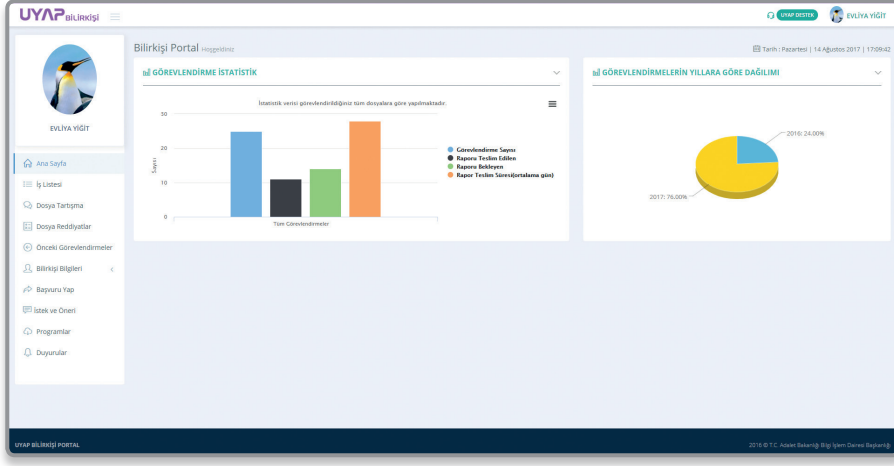 UYAP BİLİRKİŞİ
UYAP DESTEK
EVLİYA YİĞİT
EVLİYA YİĞİT
Ana Sayfa
İş Listesi
Dosya Tartışma
Dosya Reddiyatlar
Önceki Görevlendirmeler
Bilirkişi Bilgileri
Başvuru Yap
İstek ve Öneri
Programlar
Duyurular
Bilirkişi Portal Hoşgeldiniz
Tarih : Pazartesi | 14 Ağustos 2017 | 17:09:42
GÖREVLENDİRME İSTATİSTİK
İstatistik verisi görevlendirildiğiniz tüm dosyalara göre yapılmaktadır.
30
20
10
0
Sayısı
Tüm Görevlendirmeler
Görevlendirme Sayısı
Raporu Teslim Edilen
Raporu Bekleyen
Rapor Teslim Süresi(ortalama gün)
GÖREVLENDİRMELERİN YILLARA GÖRE DAĞILIMI
2016: 24.00%
2017: 76.00%
UYAP BİLİRKİŞİ PORTAL
2016 © T.C. Adalet Bakanlığı Bilgi İşlem Dairesi Başkanlığı